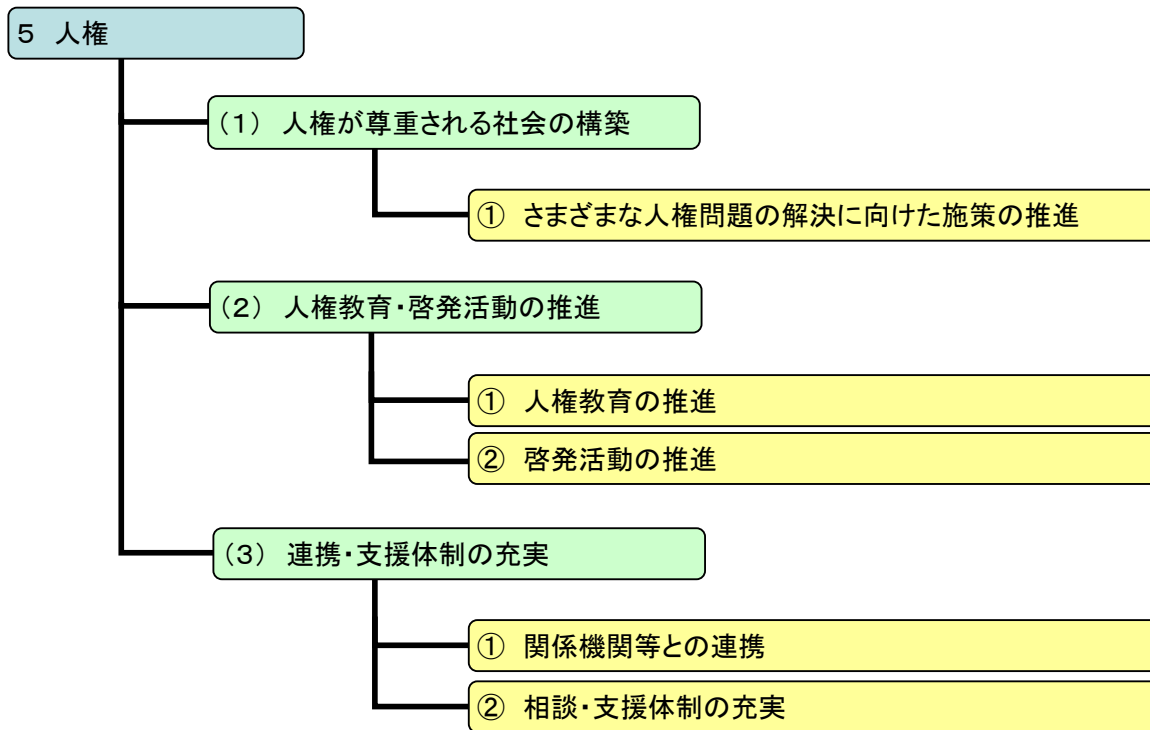 ５ 人権
（１） 人権が尊重される社会の構築
① さまざまな人権問題の解決に向けた施策の推進
（２） 人権教育・啓発活動の推進
① 人権教育の推進
② 啓発活動の推進
（３） 連携・支援体制の充実
① 関係機関等との連携
② 相談・支援体制の充実